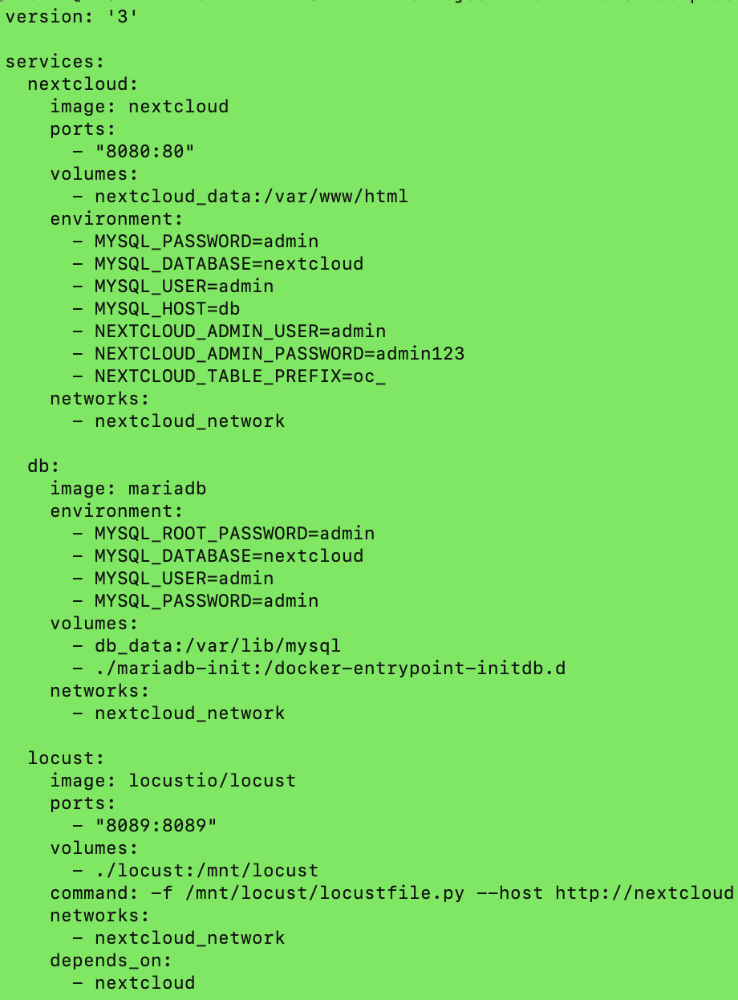 version: '3'

services:
  nextcloud:
    image: nextcloud
    ports:
      - "8080:80"
    volumes:
      - nextcloud_data:/var/www/html
    environment:
      - MYSQL_PASSWORD=admin
      - MYSQL_DATABASE=nextcloud
      - MYSQL_USER=admin
      - MYSQL_HOST=db
      - NEXTCLOUD_ADMIN_USER=admin
      - NEXTCLOUD_ADMIN_PASSWORD=admin123
      - NEXTCLOUD_TABLE_PREFIX=oc_
    networks:
      - nextcloud_network

  db:
    image: mariadb
    environment:
      - MYSQL_ROOT_PASSWORD=admin
      - MYSQL_DATABASE=nextcloud
      - MYSQL_USER=admin
      - MYSQL_PASSWORD=admin
    volumes:
      - db_data:/var/lib/mysql
      - ./mariadb-init:/docker-entrypoint-initdb.d
    networks:
      - nextcloud_network

  locust:
    image: locustio/locust
    ports:
      - "8089:8089"
    volumes:
      - ./locust:/mnt/locust
    command: -f /mnt/locust/locustfile.py --host http://nextcloud
    networks:
      - nextcloud_network
    depends_on:
      - nextcloud